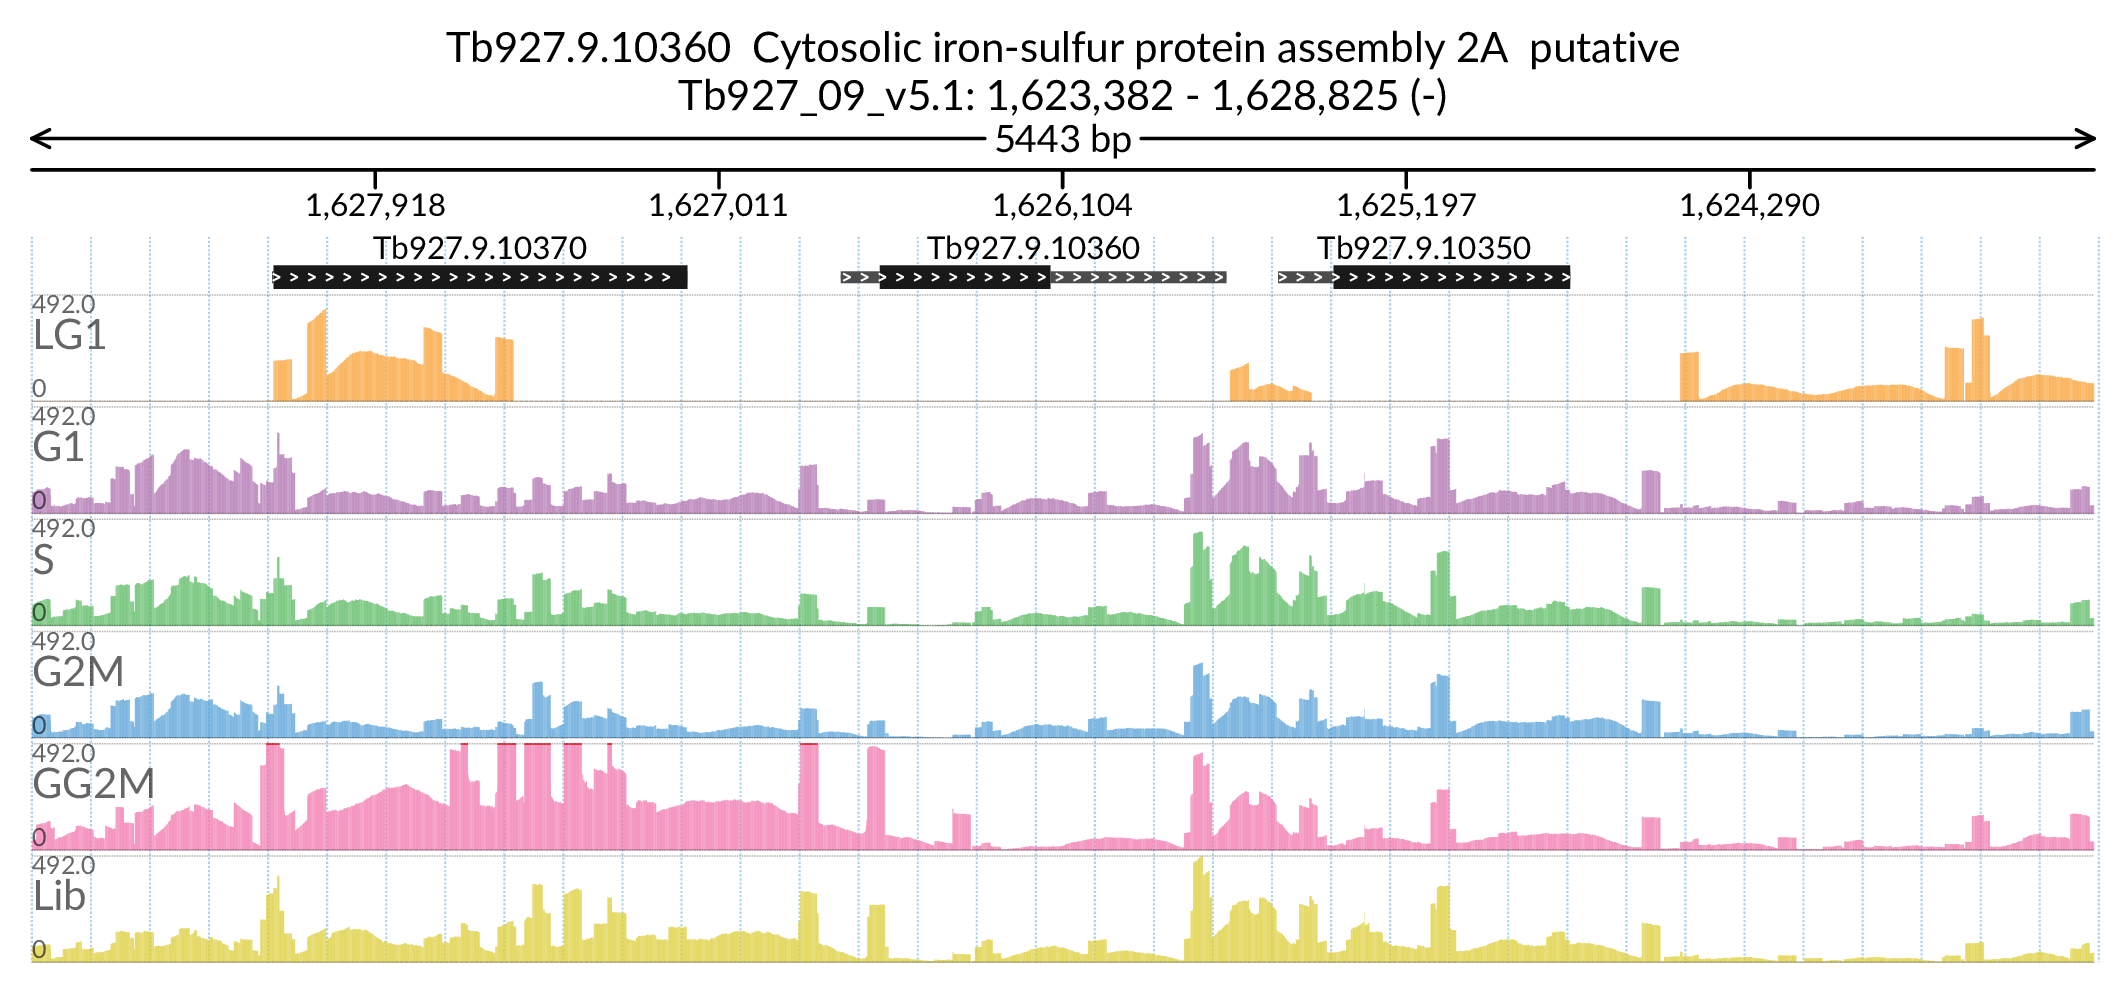 Tb927.9.10360 Cytosolic iron-sulfur protein assembly 2A putative
Tb927_09_v5.1: 1,623,382 - 1,628,825 (-)
5443 bp
1,627,918 1,627,011 1,626,104 1,625,197 1,624,290
Tb927.9.10370 Tb927.9.10360 Tb927.9.10350
492.0
LG1
0
492.0
G1
0
492.0
S
0
492.0
G2M
0
492.0
GG2M
0
492.0
Lib
0